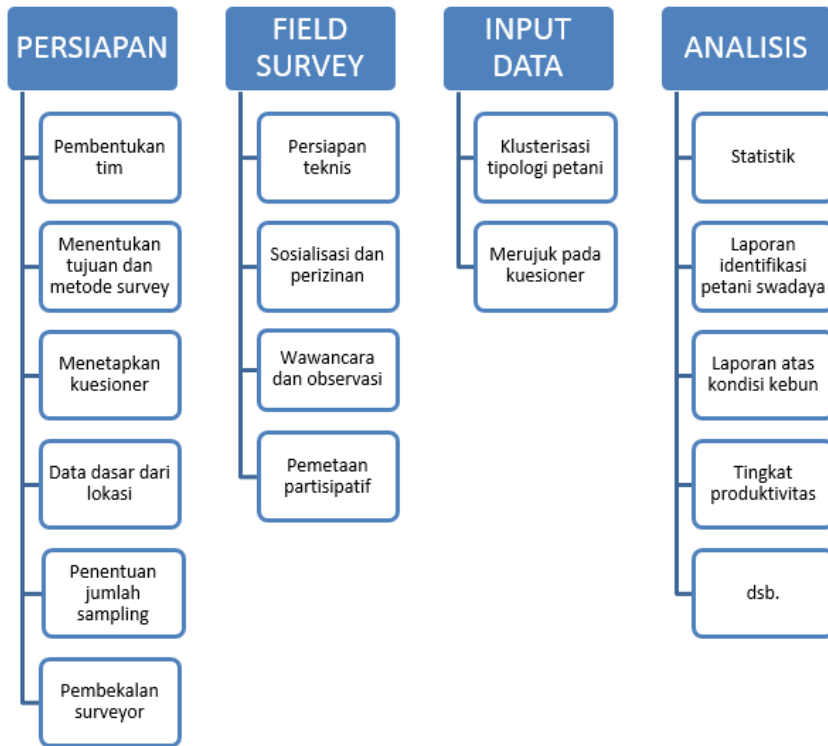 PERSIAPAN
Pembentukan
tim
Menentukan
tujuan dan
metode survey
Menetapkan
kuesioner
Data dasar dari
lokasi
Penentuan
jumlah
sampling
Pembekalan
surveyor
FIELD
SURVEY
Persiapan
teknis
Sosialisasi dan
perizinan
Wawancara
dan observasi
Pemetaan
partisipatif
INPUT
DATA
Klusterisasi
tipologi petani
Merujuk pada
kuesioner
ANALISIS
Statistik
Laporan
identifikasi
petani swadaya
Laporan atas
kondisi kebun
Tingkat
produktivitas
dsb.